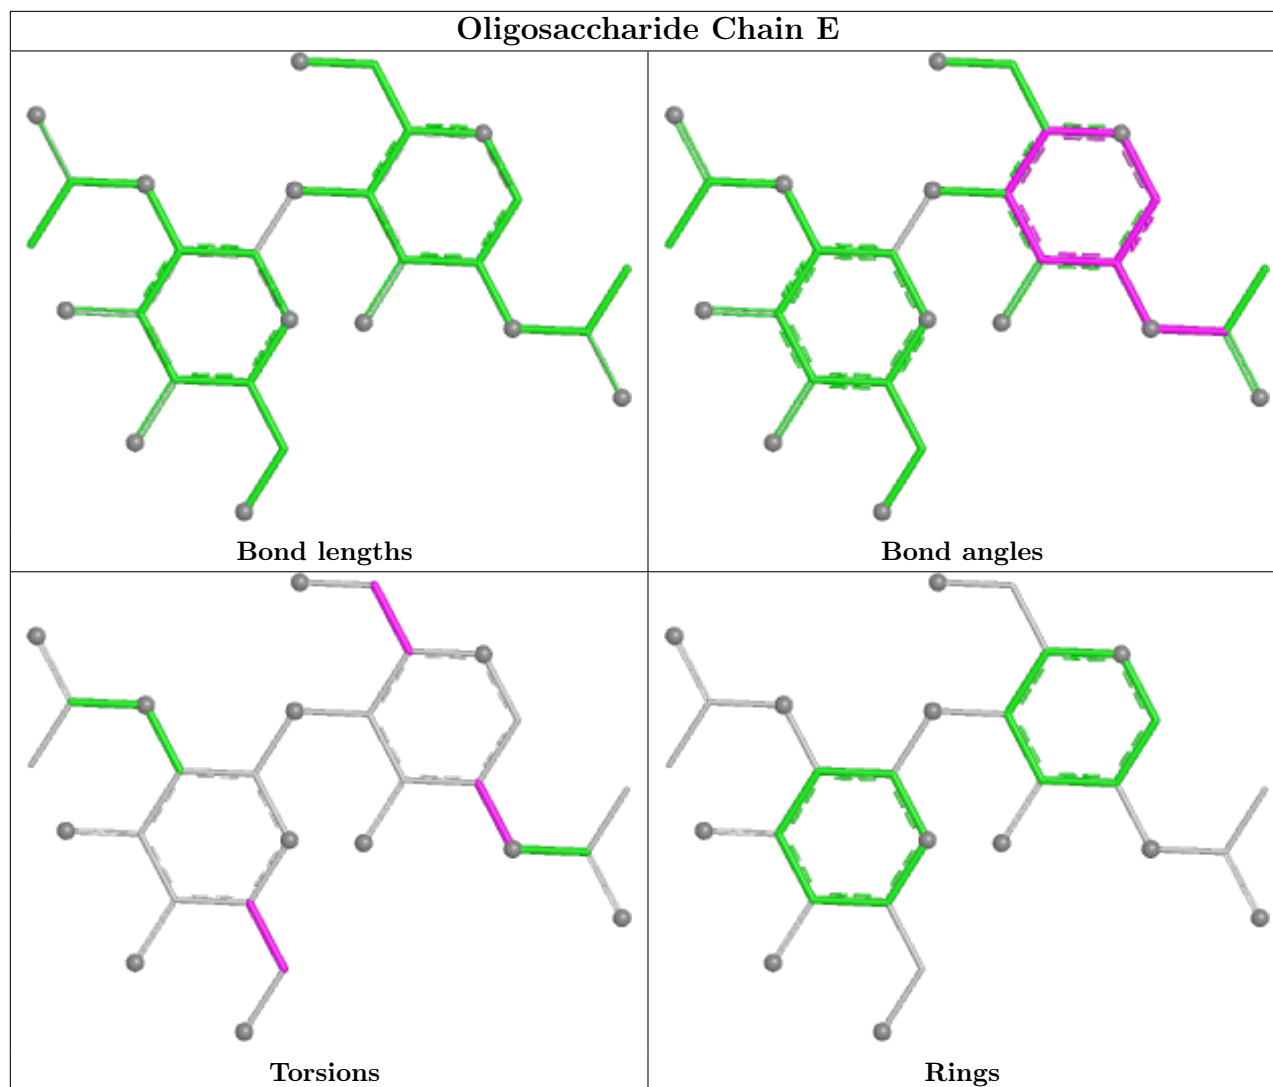 Oligosaccharide Chain E
Bond lengths
Bond angles
Torsions
Rings